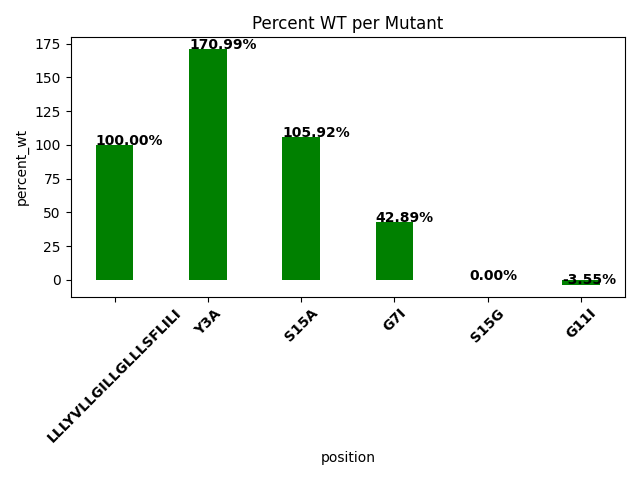 Percent WT per Mutant
percent_wt
175
150
125
100
75
50
25
0
100.00%
170.99%
105.92%
42.89%
0.00%
-3.55%
LLLYVLLGILLGLLLSFLILI
Y3A
S15A
G7I
S15G
G11I
position